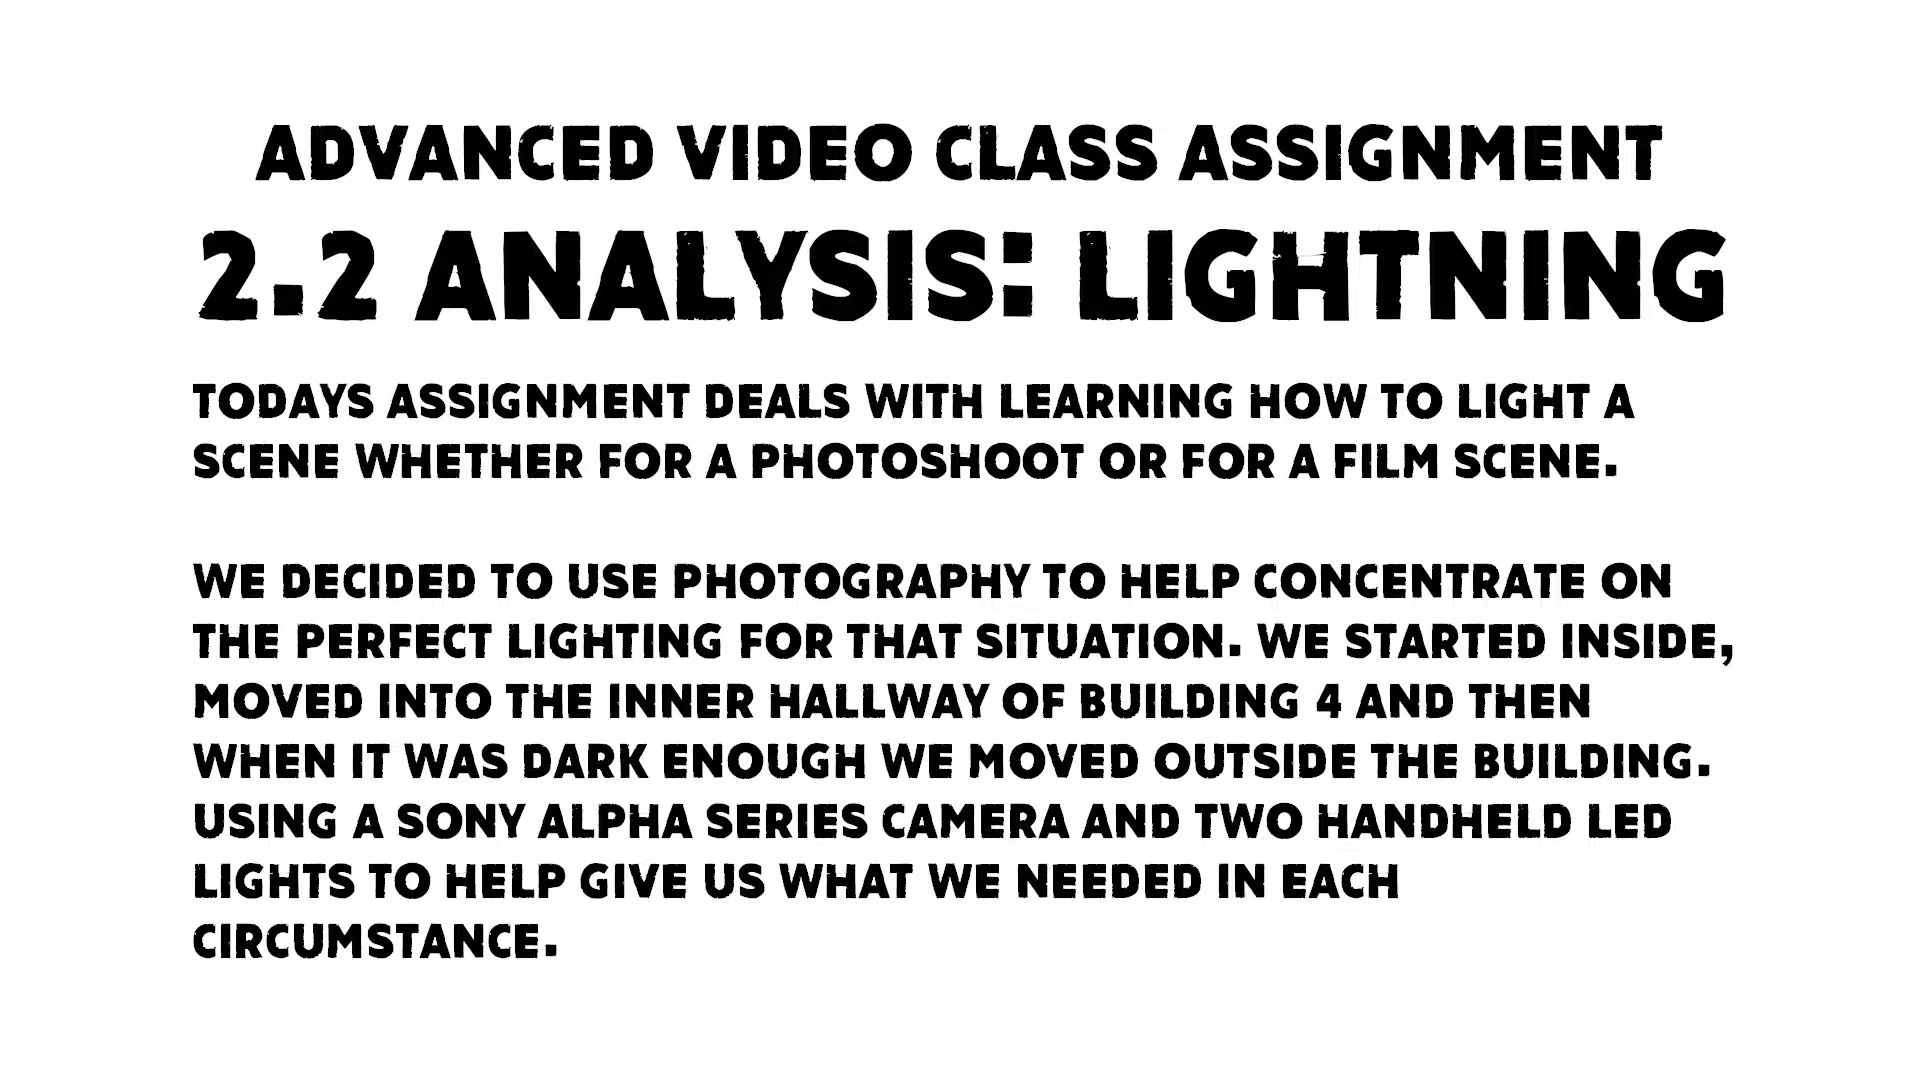 ADVANCED VIDEO CLASS ASSIGNMENT
2.2 ANALYSIS: LIGHTNING
TODAYS ASSIGNMENT DEALS WITH LEARNING HOW TO LIGHT A
SCENE WHETHER FOR A PHOTOSHOOT OR FOR A FILM SCENE.
WE DECIDED TO USE PHOTOGRAPHY TO HELP CONCENTRATE ON
THE PERFECT LIGHTING FOR THAT SITUATION. WE STARTED INSIDE,
MOVED INTO THE INNER HALLWAY OF BUILDING 4 AND THEN
WHEN IT WAS DARK ENOUGH WE MOVED OUTSIDE THE BUILDING.
USING A SONY ALPHA SERIES CAMERA AND TWO HANDHELD LED
LIGHTS TO HELP GIVE US WHAT WE NEEDED IN EACH
CIRCUMSTANCE.